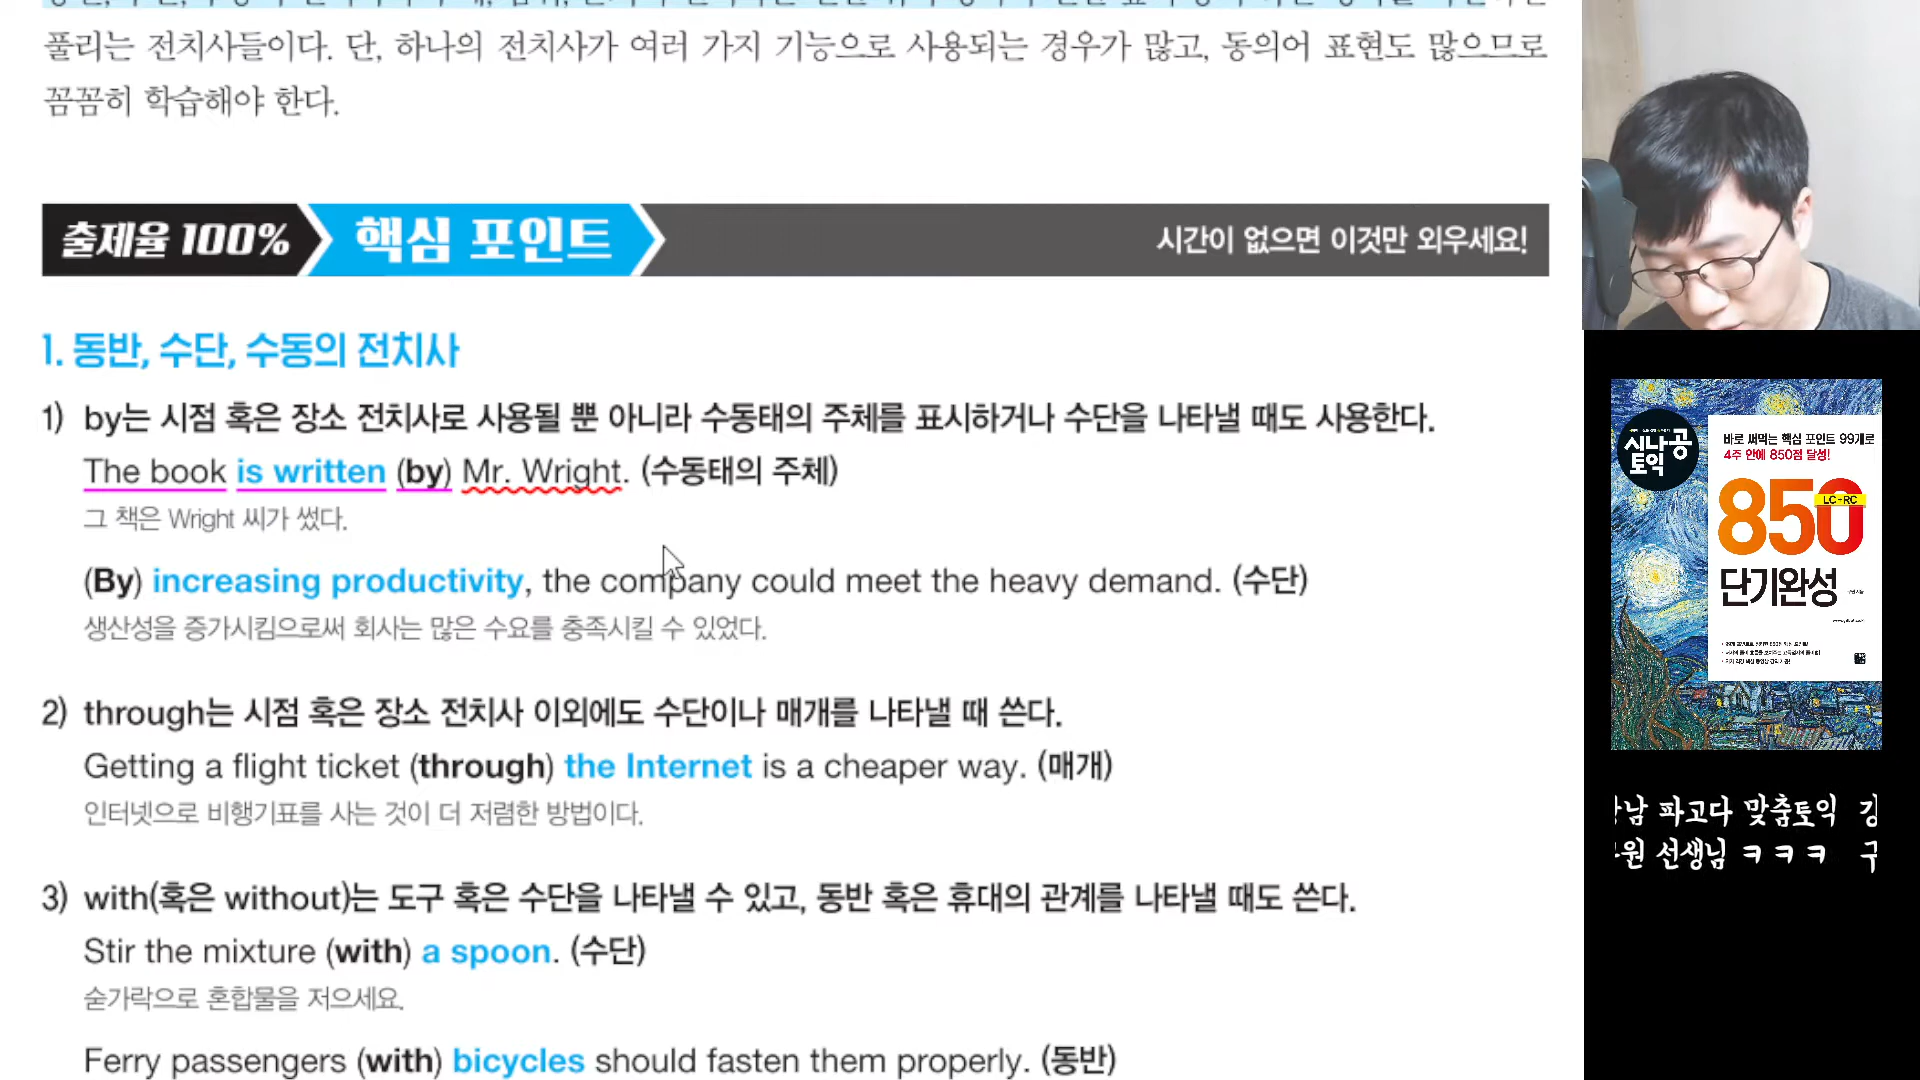 풀리는 전치사들이다. 단, 하나의 전치사가 여러 가지 기능으로 사용되는 경우가 많고, 동의어 표현도 많으므로
꼼꼼히 학습해야 한다.
출제율 100% 핵심 포인트 시간이 없으면 이것만 외우세요!
1. 동반, 수단, 수동의 전치사
1) by는 시점 혹은 장소 전치사로 사용될 뿐 아니라 수동태의 주체를 표시하거나 수단을 나타낼 때도 사용한다.
The book is written (by) Mr. Wright. (수동태의 주체)
그 책은 Wright 씨가 썼다.
(By) increasing productivity, the company could meet the heavy demand. (수단)
생산성을 증가시킴으로써 회사는 많은 수요를 충족시킬 수 있었다.
2) through는 시점 혹은 장소 전치사 이외에도 수단이나 매개를 나타낼 때 쓴다.
Getting a flight ticket (through) the Internet is a cheaper way. (매개)
인터넷으로 비행기표를 사는 것이 더 저렴한 방법이다.
3) with(혹은 without)는 도구 혹은 수단을 나타낼 수 있고, 동반 혹은 휴대의 관계를 나타낼 때도 쓴다.
Stir the mixture (with) a spoon. (수단)
숟가락으로 혼합물을 저으세요.
Ferry passengers (with) bicycles should fasten them properly. (동반)
시나공
토익
바로 써먹는 핵심 포인트 99개로
4주 안에 850점 달성!
850
LC+RC
단기완성
남 파고다 맞춤토익 강
원 선생님 ㅋㅋㅋ 구